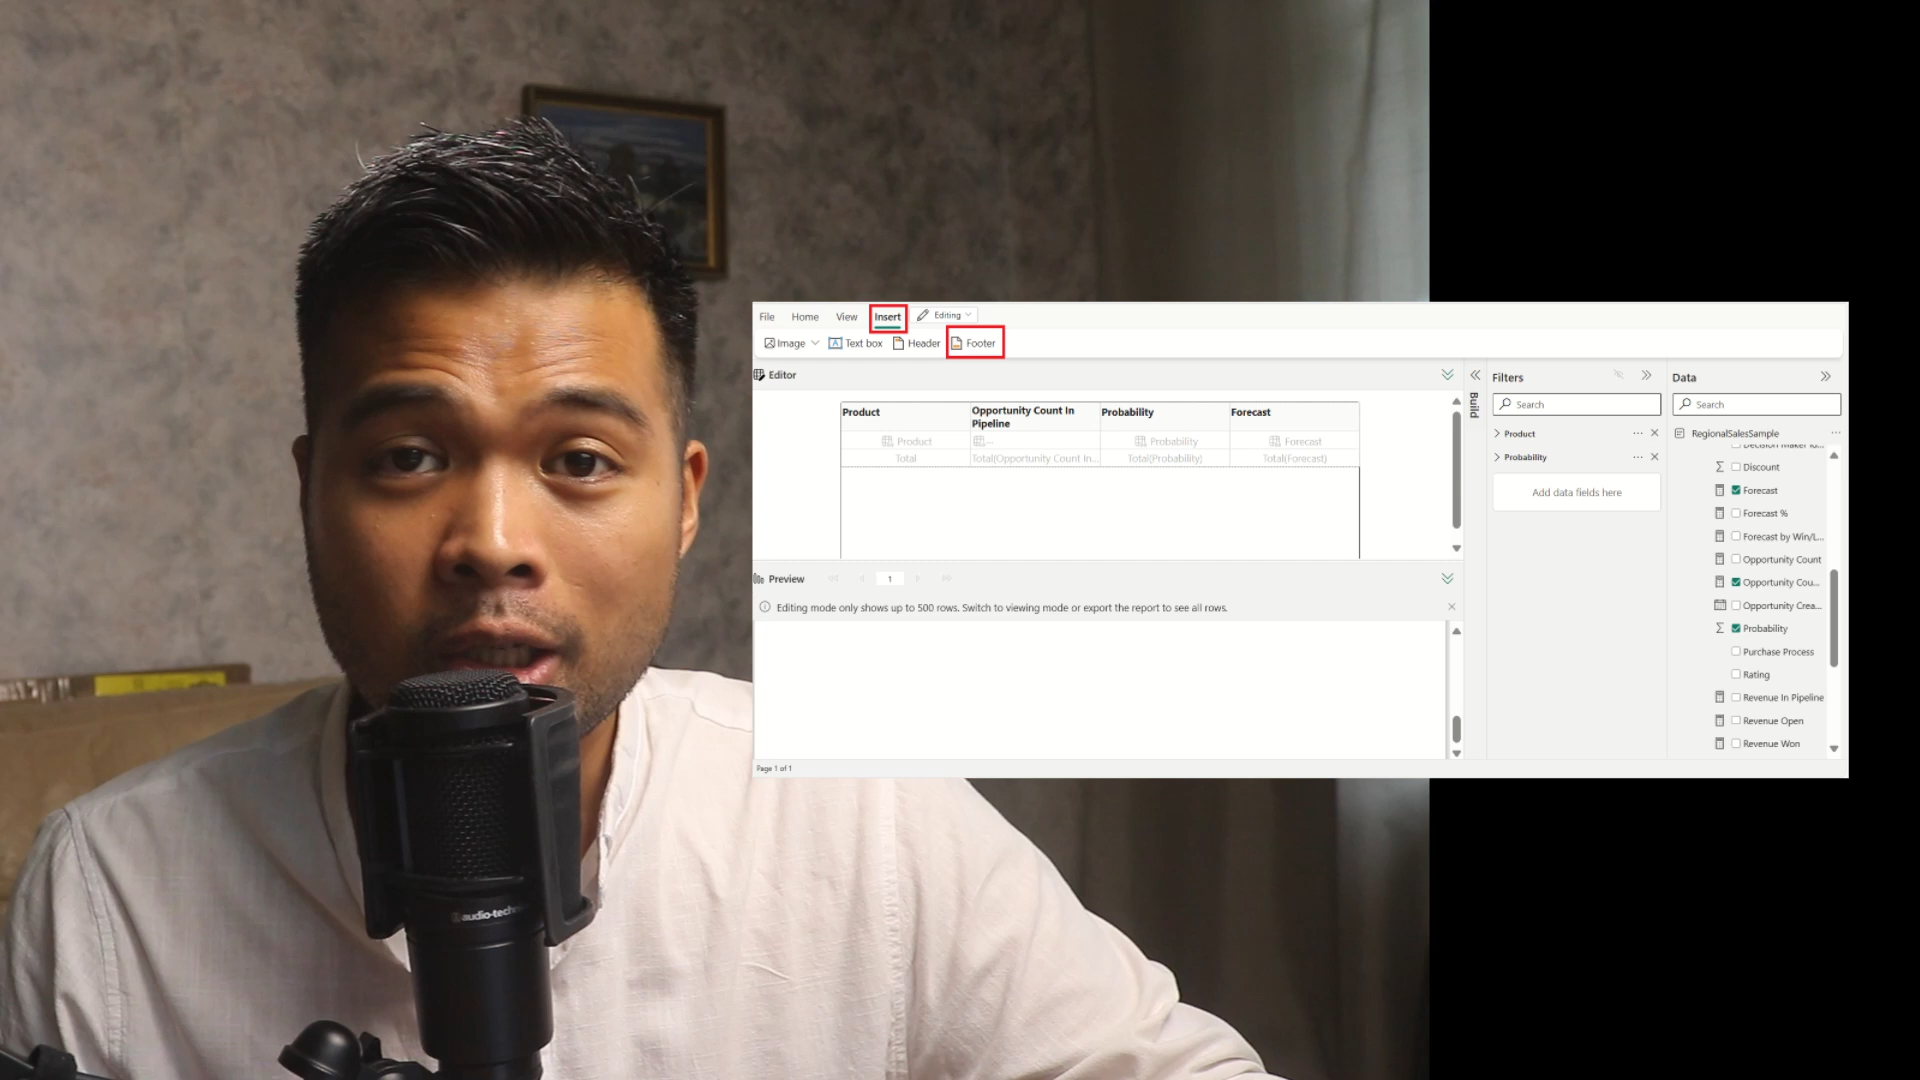 File Home View Insert Editing
Image Text box Header Footer
Editor
Product Opportunity Count In Pipeline Probability Forecast
Product ... Probability Forecast
Total Total(Opportunity Count In... Total(Probability) Total(Forecast)
Preview 1
Editing mode only shows up to 500 rows. Switch to viewing mode or export the report to see all rows.
Page 1 of 1
Build
Filters
Search
Product
Probability
Add data fields here
Data
Search
RegionalSalesSample
Discount
Forecast
Forecast %
Forecast by Win/L...
Opportunity Count
Opportunity Cou...
Opportunity Crea...
Probability
Purchase Process
Rating
Revenue In Pipeline
Revenue Open
Revenue Won
audio-tech